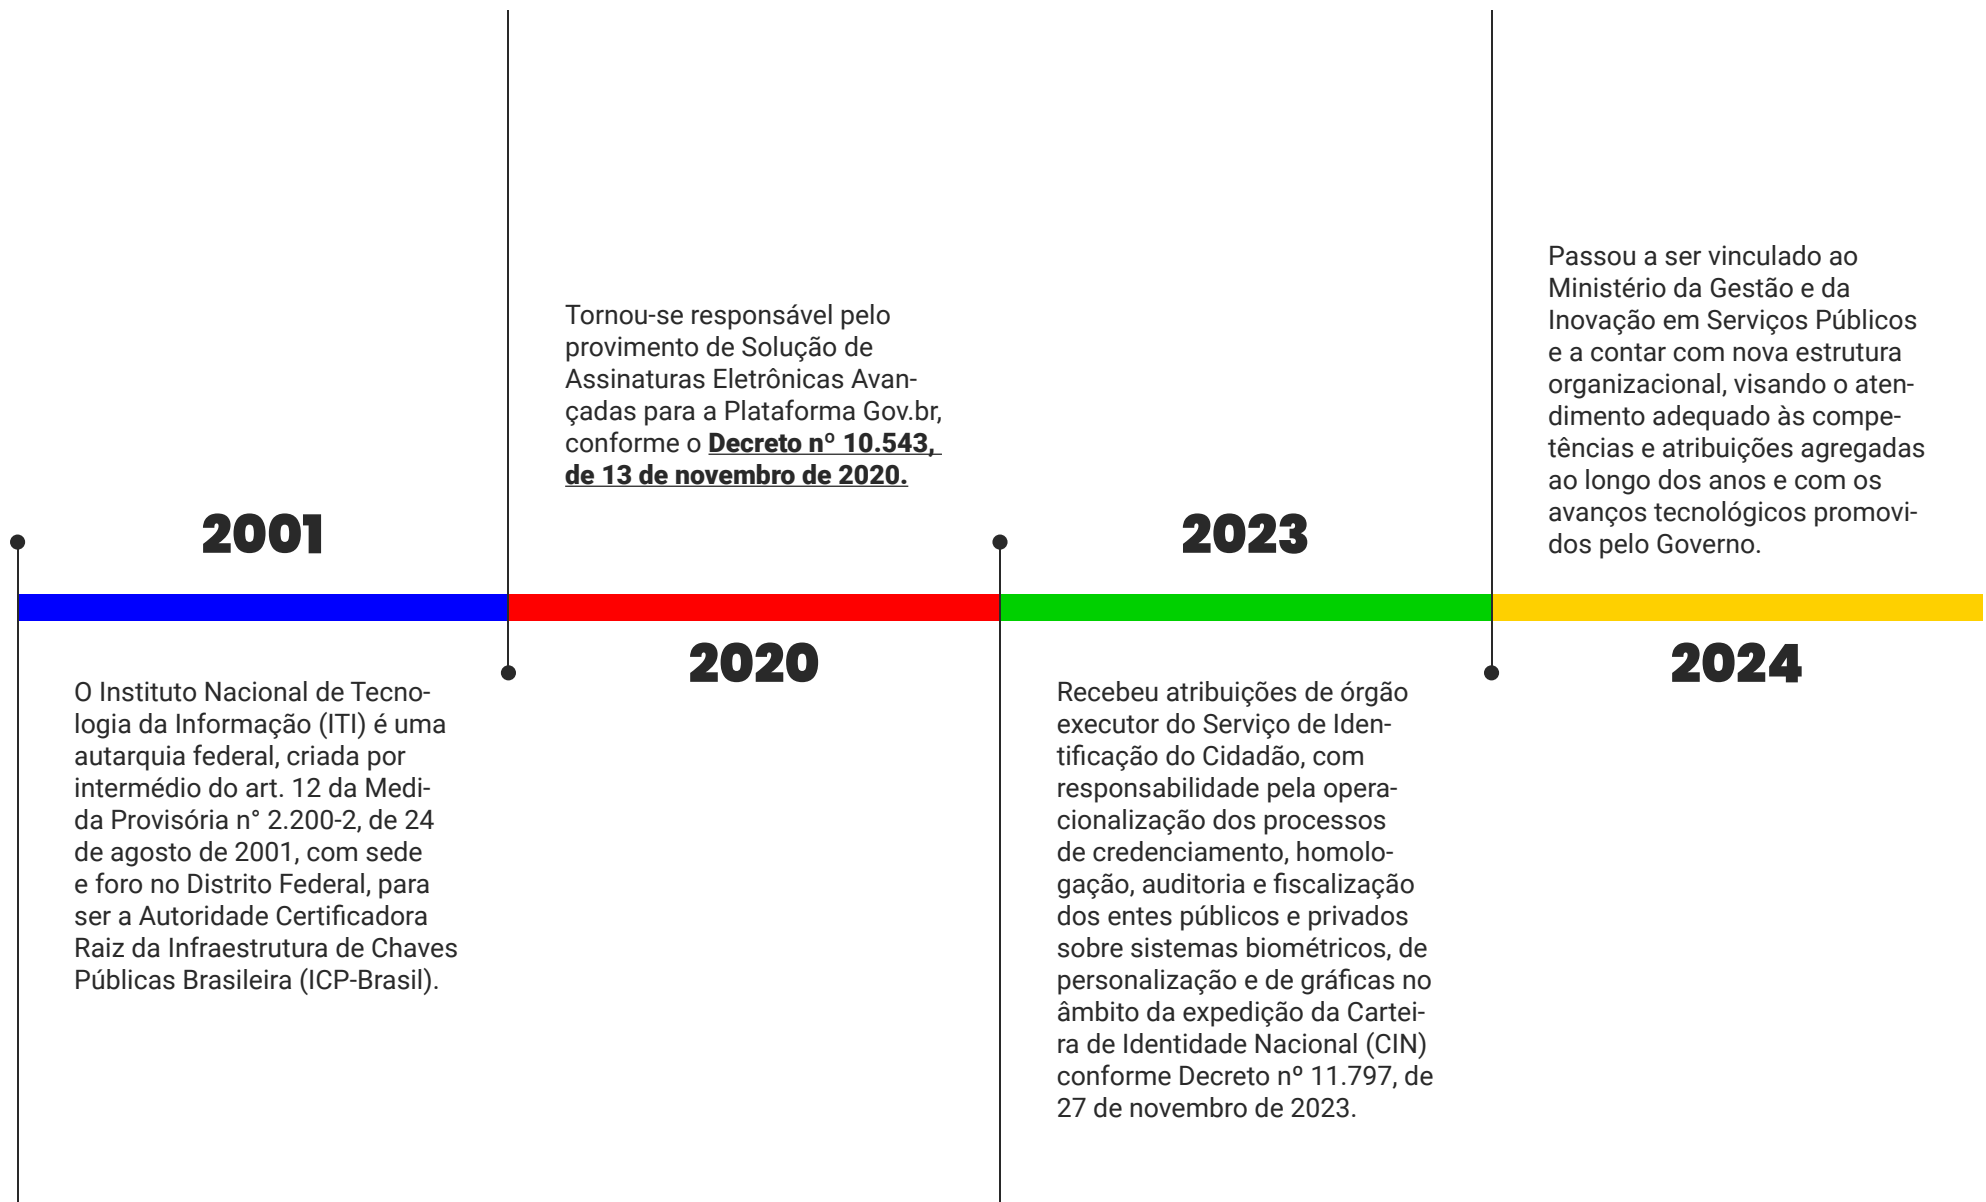 2001
O Instituto Nacional de Tecno-
logia da Informação (ITI) é uma
autarquia federal, criada por
intermédio do art. 12 da Medi-
da Provisória n° 2.200-2, de 24
de agosto de 2001, com sede
e foro no Distrito Federal, para
ser a Autoridade Certificadora
Raiz da Infraestrutura de Chaves
Públicas Brasileira (ICP-Brasil).
Tornou-se responsável pelo
provimento de Solução de
Assinaturas Eletrônicas Avan-
çadas para a Plataforma Gov.br,
conforme o Decreto nº 10.543,
de 13 de novembro de 2020.
2020
2023
Recebeu atribuições de órgão
executor do Serviço de Iden-
tificação do Cidadão, com
responsabilidade pela opera-
cionalização dos processos
de credenciamento, homolo-
gação, auditoria e fiscalização
dos entes públicos e privados
sobre sistemas biométricos, de
personalização e de gráficas no
âmbito da expedição da Cartei-
ra de Identidade Nacional (CIN)
conforme Decreto nº 11.797, de
27 de novembro de 2023.
Passou a ser vinculado ao
Ministério da Gestão e da
Inovação em Serviços Públicos
e a contar com nova estrutura
organizacional, visando o aten-
dimento adequado às compe-
tências e atribuições agregadas
ao longo dos anos e com os
avanços tecnológicos promovi-
dos pelo Governo.
2024